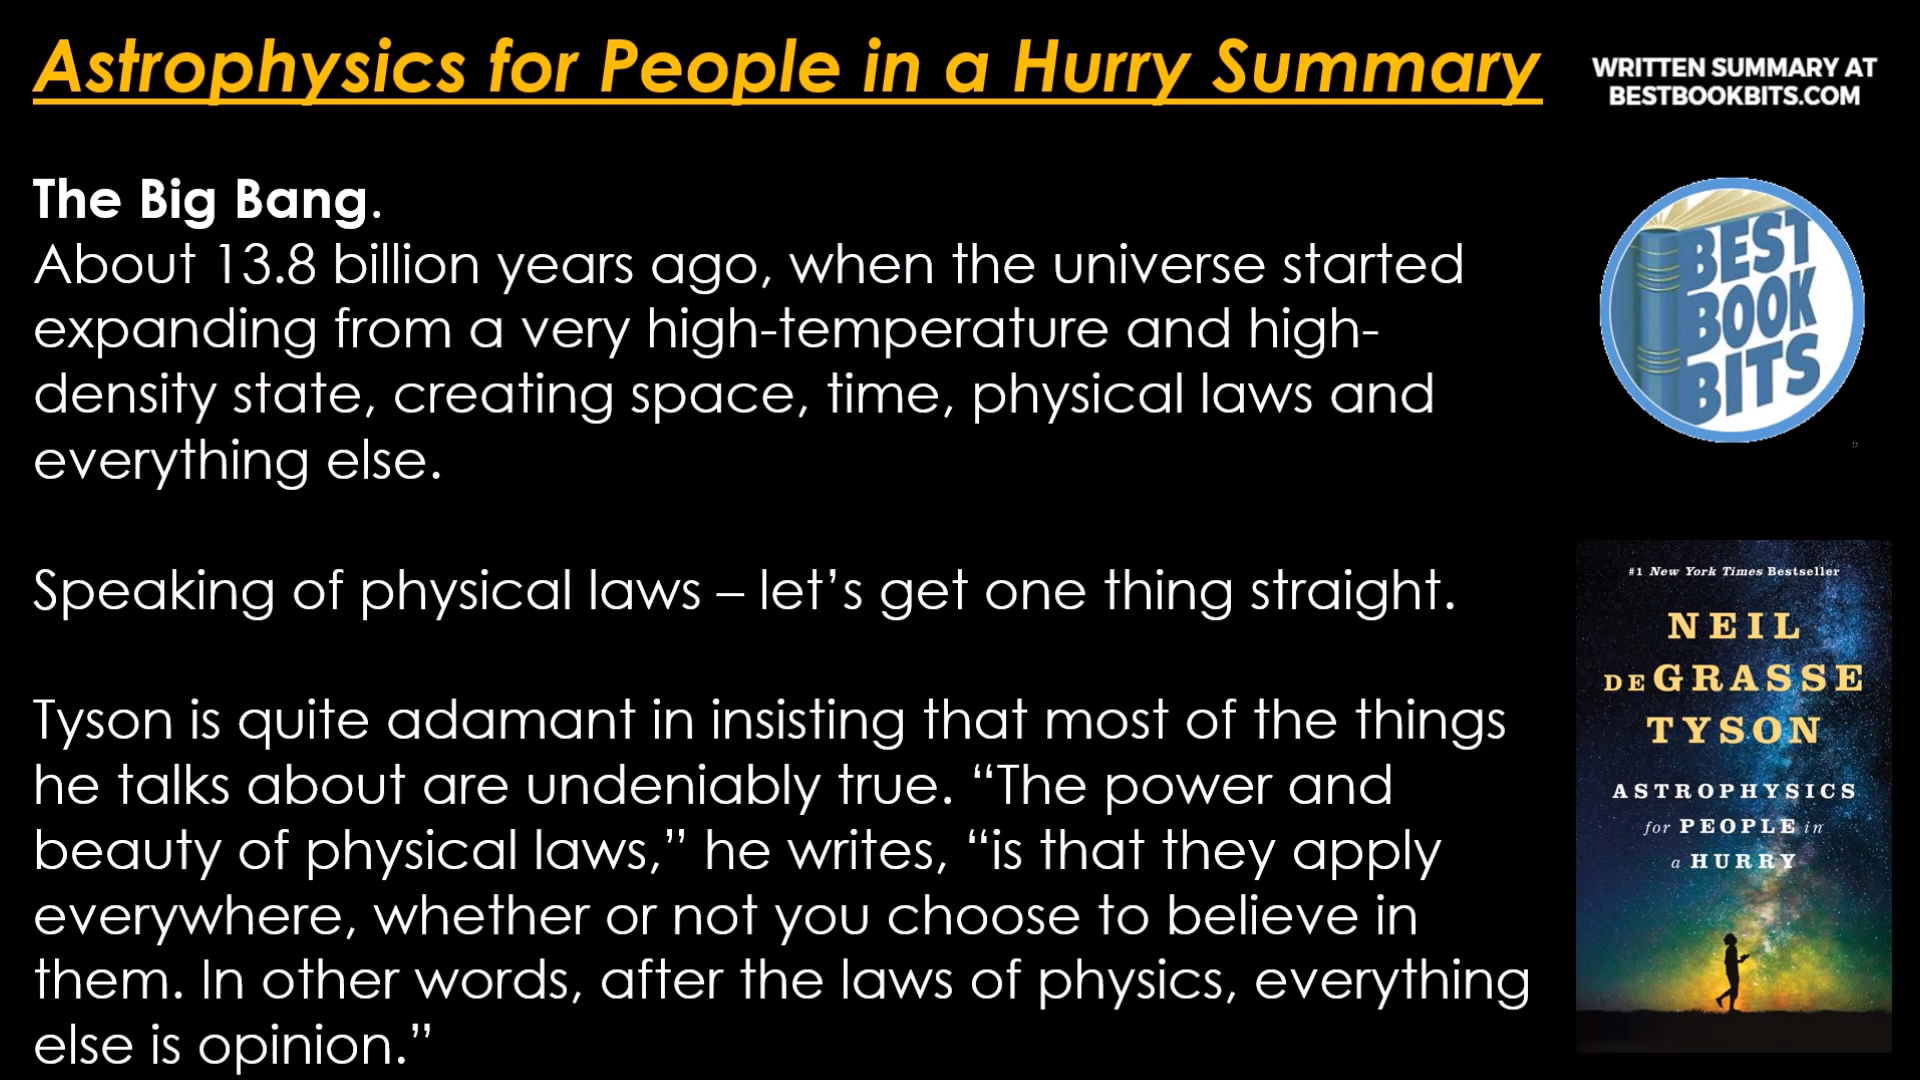 Astrophysics for People in a Hurry Summary
WRITTEN SUMMARY AT
BESTBOOKBITS.COM
The Big Bang.
About 13.8 billion years ago, when the universe started
expanding from a very high-temperature and high-
density state, creating space, time, physical laws and
everything else.
Speaking of physical laws – let’s get one thing straight.
Tyson is quite adamant in insisting that most of the things
he talks about are undeniably true. “The power and
beauty of physical laws,” he writes, “is that they apply
everywhere, whether or not you choose to believe in
them. In other words, after the laws of physics, everything
else is opinion.”
BEST
BOOK
BITS
#1 New York Times Bestseller
NEIL
DEGRASSE
TYSON
ASTROPHYSICS
for PEOPLE in
a HURRY